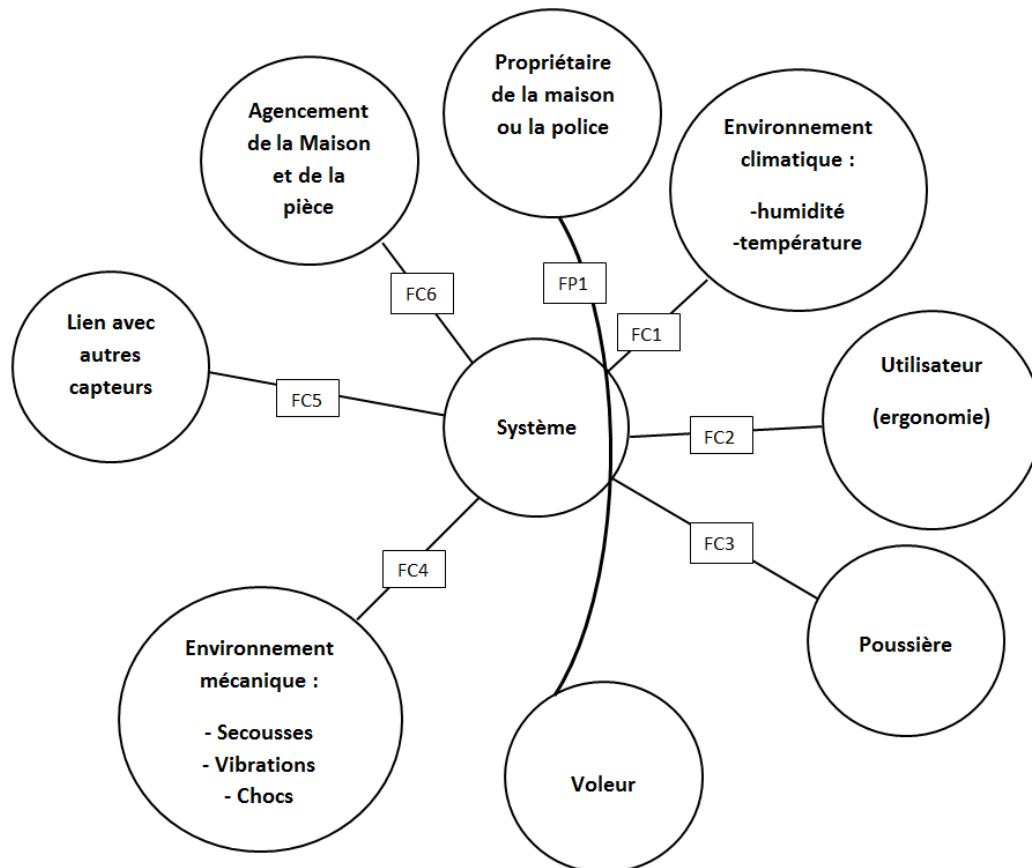 Propriétaire
de la maison
ou la police
Agencement
de la Maison
et de la
pièce
Environnement
climatique :
-humidité
-température
FC6
FP1
FC1
Lien avec
autres
capteurs
FC5
Système
FC2
Utilisateur
(ergonomie)
FC3
FC4
Poussière
Environnement
mécanique :
- Secousses
- Vibrations
- Chocs
Voleur